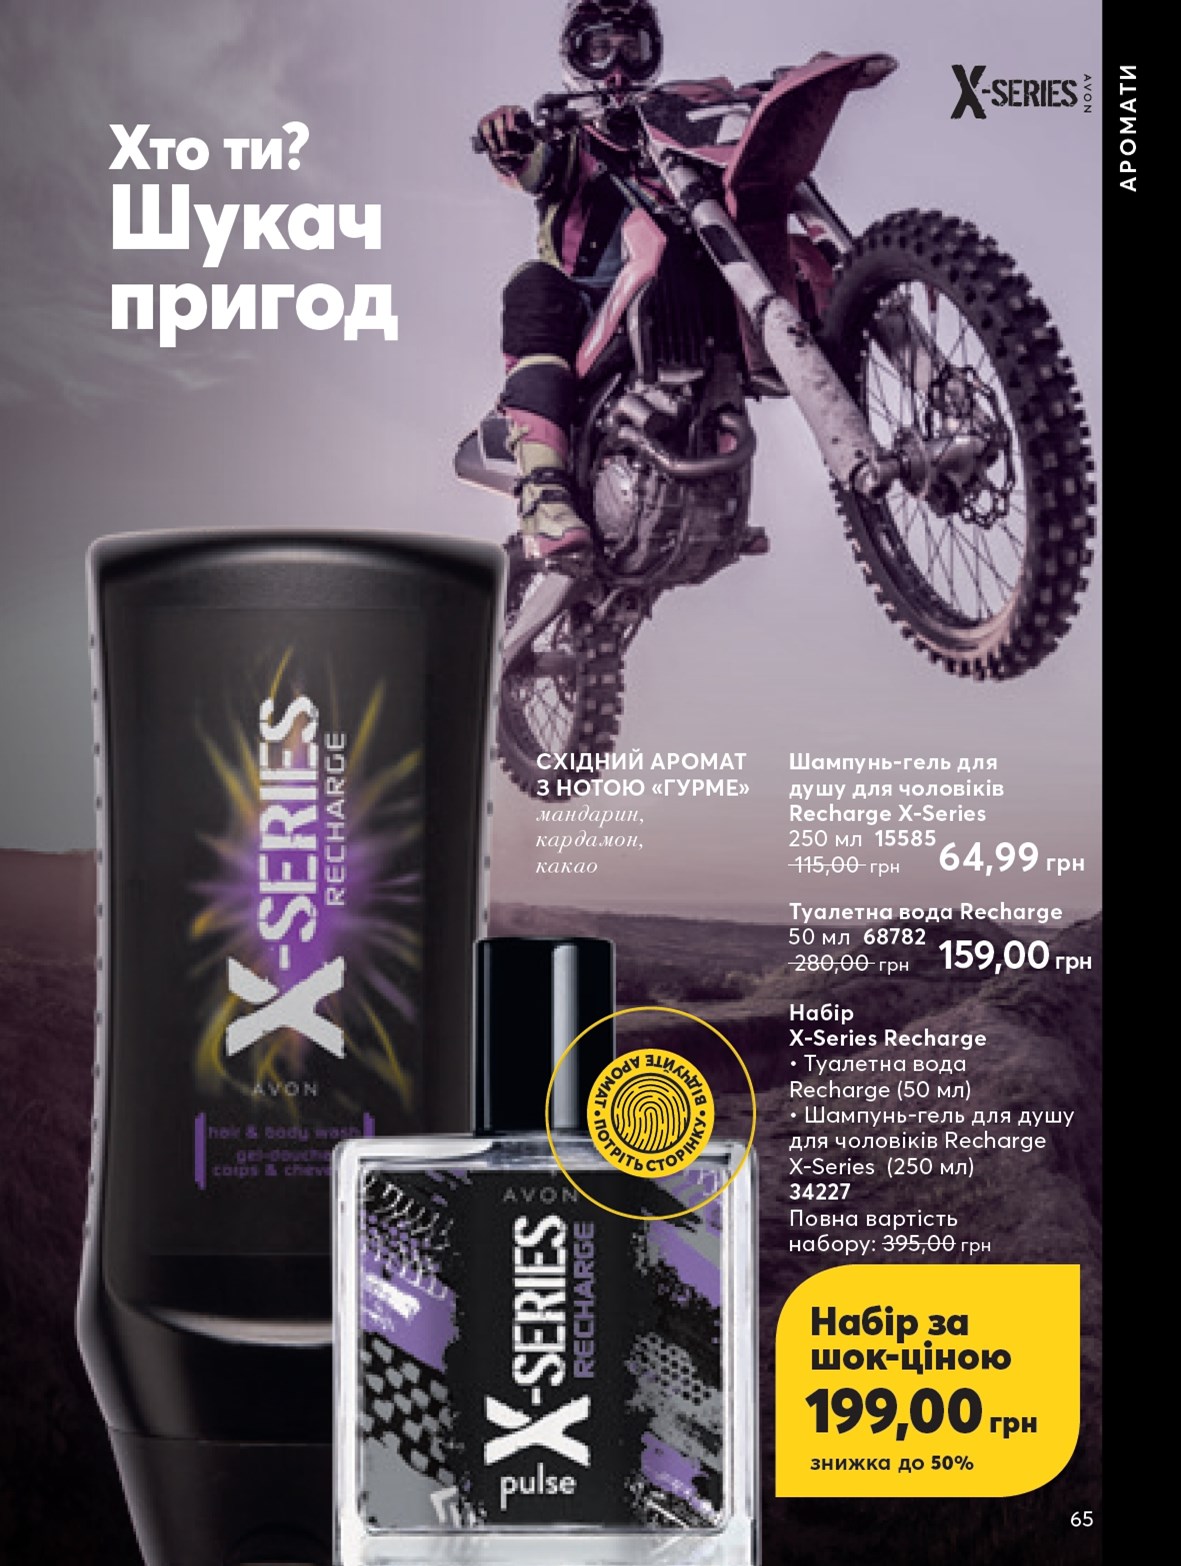 X-SERIES AVON
АРОМАТИ
Хто ти?
Шукач
пригод
X-SERIES
RECHARGE
AVON
hair & body wash
gel-douche
corps &
СХІДНИЙ АРОМАТ
З НОТОЮ «ГУРМЕ»
мандарин,
кардамон,
какао
Шампунь-гель для
душу для чоловіків
Recharge X-Series
250 мл 15585
115,00 грн 64,99 грн
Туалетна вода Recharge
50 мл 68782
280,00 грн 159,00 грн
Набір
X-Series Recharge
• Туалетна вода
Recharge (50 мл)
• Шампунь-гель для душу
для чоловіків Recharge
X-Series (250 мл)
34227
Повна вартість
набору: 395,00 грн
ВІДЧУЙТЕ АРОМАТ • ПОТРІТЬ СТОРІНКУ •
AVON
X-SERIES
RECHARGE
pulse
Набір за
шок-ціною
199,00 грн
знижка до 50%
65